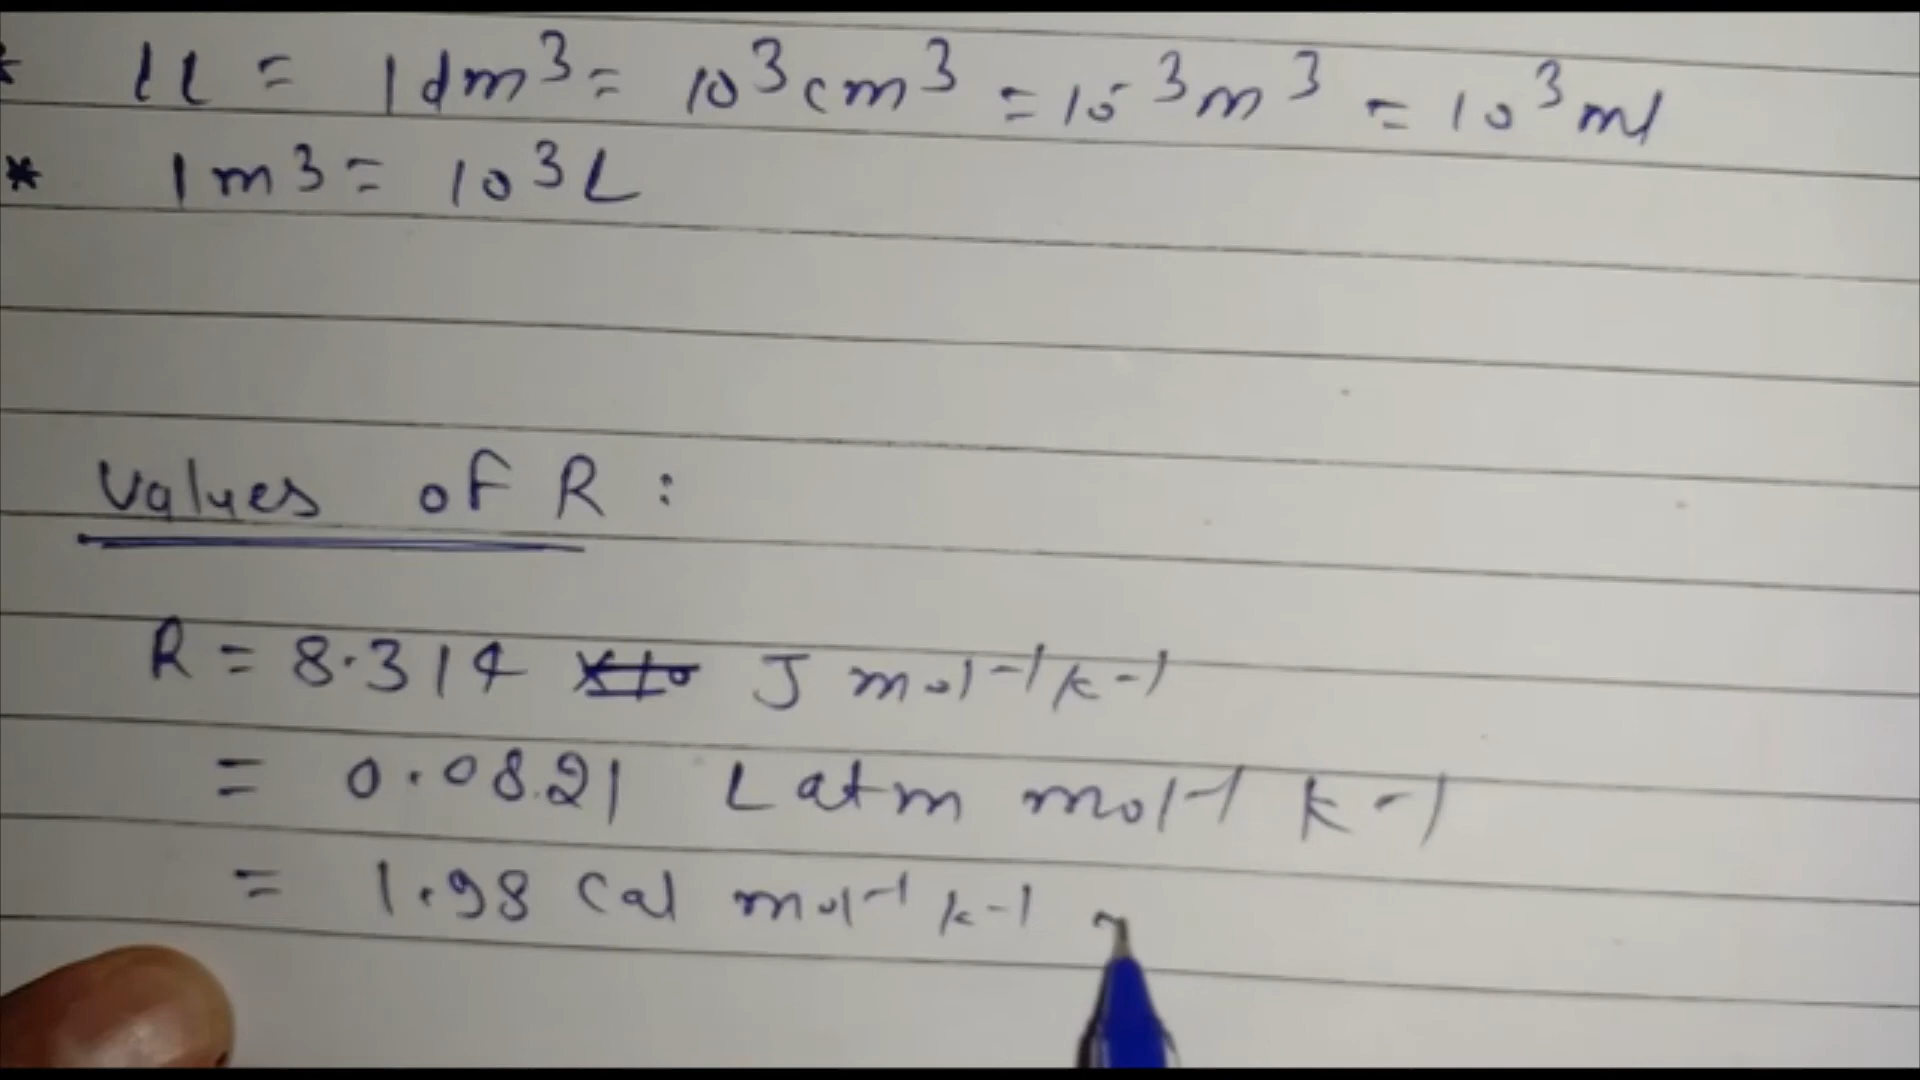 * 1L = 1dm³ = 10³cm³ = 10⁻³m³ = 10³ml
* 1m3 = 10³L
Values of R :
R = 8.314 J mol⁻¹k⁻¹
= 0.0821 L atm mol⁻¹ k⁻¹
= 1.98 Cal mol⁻¹ k⁻¹